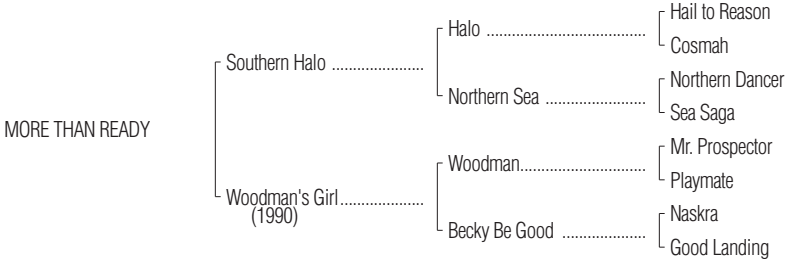 Hail to Reason
Halo ......................................
Cosmah
Southern Halo ......................
Northern Dancer
Northern Sea ........................
Sea Saga
MORE THAN READY
Mr. Prospector
Woodman..............................
Playmate
Woodman's Girl....................
(1990)
Naskra
Becky Be Good ....................
Good Landing